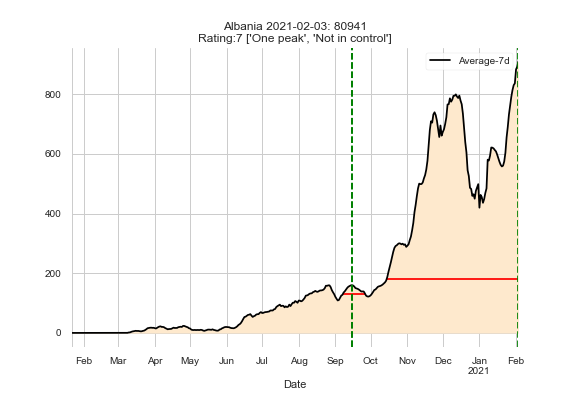 Albania 2021-02-03: 80941
Rating:7 ['One peak', 'Not in control']
Average-7d
800
600
400
200
0
Feb Mar Apr May Jun Jul Aug Sep Oct Nov Dec Jan Feb
2021
Date